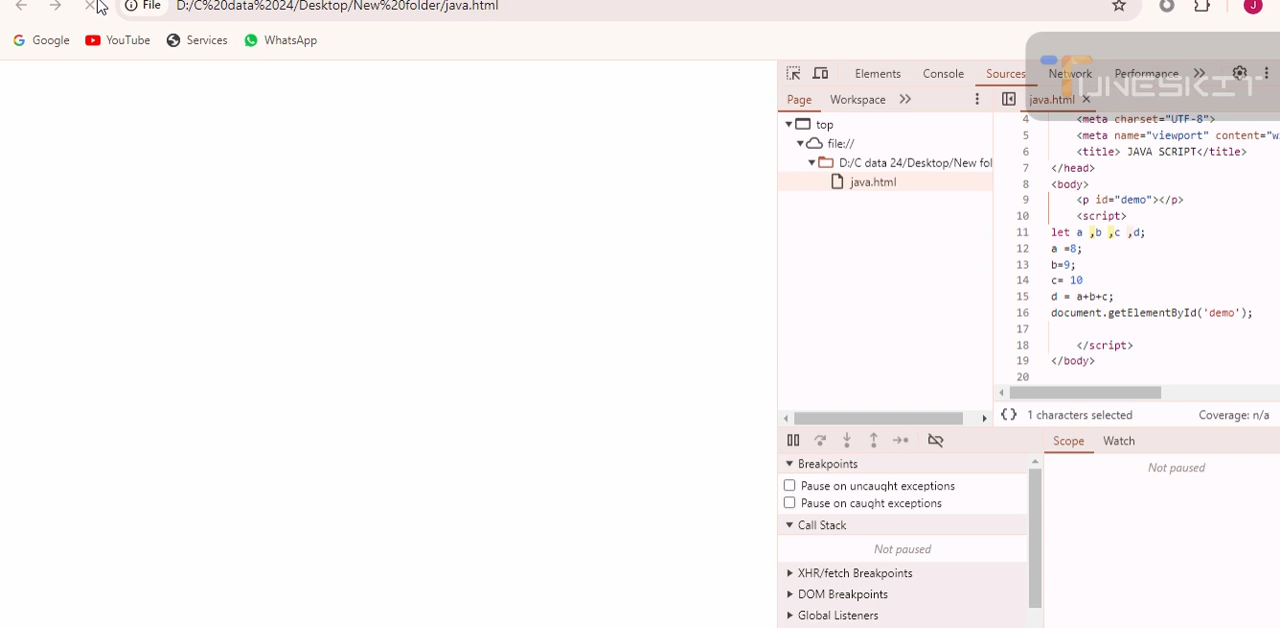 File D:/C%20data%2024/Desktop/New%20folder/java.html J
Google YouTube Services WhatsApp
TUNESKIT
Elements Console Sources Network Performance
Page Workspace java.html
top
file://
D:/C data 24/Desktop/New fol
java.html
4 <meta charset="UTF-8">
5 <meta name="viewport" content="w
6 <title> JAVA SCRIPT</title>
7 </head>
8 <body>
9 <p id="demo"></p>
10 <script>
11 let a ,b ,c ,d;
12 a =8;
13 b=9;
14 c= 10
15 d = a+b+c;
16 document.getElementById('demo');
17
18 </script>
19 </body>
20
{} 1 characters selected Coverage: n/a
Breakpoints
Pause on uncaught exceptions
Pause on caught exceptions
Call Stack
Not paused
XHR/fetch Breakpoints
DOM Breakpoints
Global Listeners
Scope Watch
Not paused